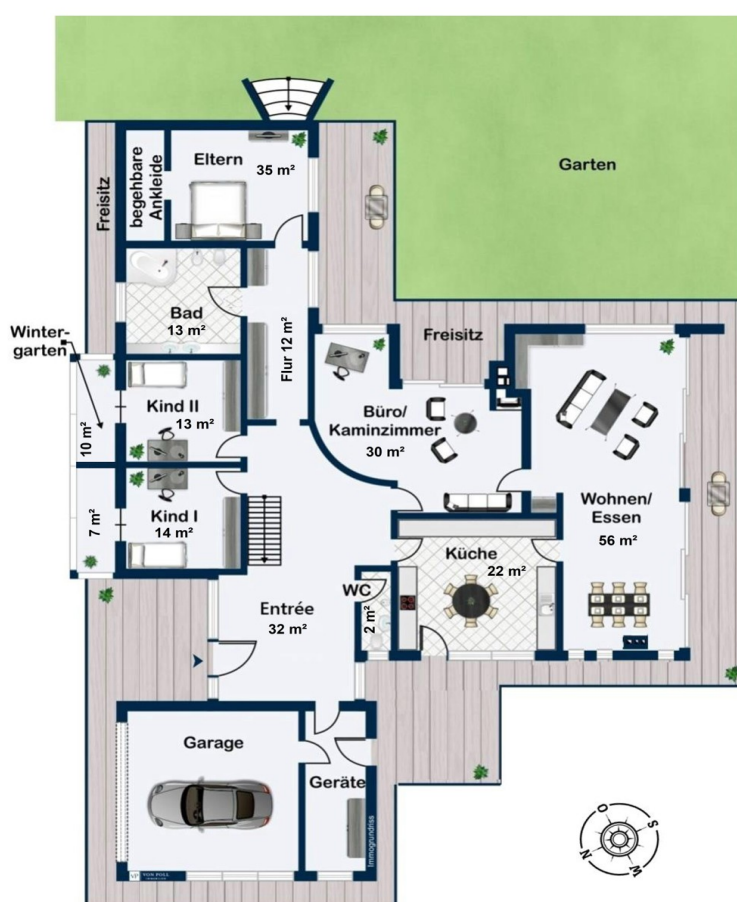 Garten
Eltern
35 m²
begehbare
Ankleide
Freisitz
Bad
13 m²
Flur 12 m²
Freisitz
Winter-
garten
10 m²
7 m²
Kind II
13 m²
Kind I
14 m²
Büro/
Kaminzimmer
30 m²
Wohnen/
Essen
56 m²
Küche
22 m²
WC
2 m²
Entrée
32 m²
Garage
Geräte
Immogrundriss
VP VON POLL
O
S
N
W